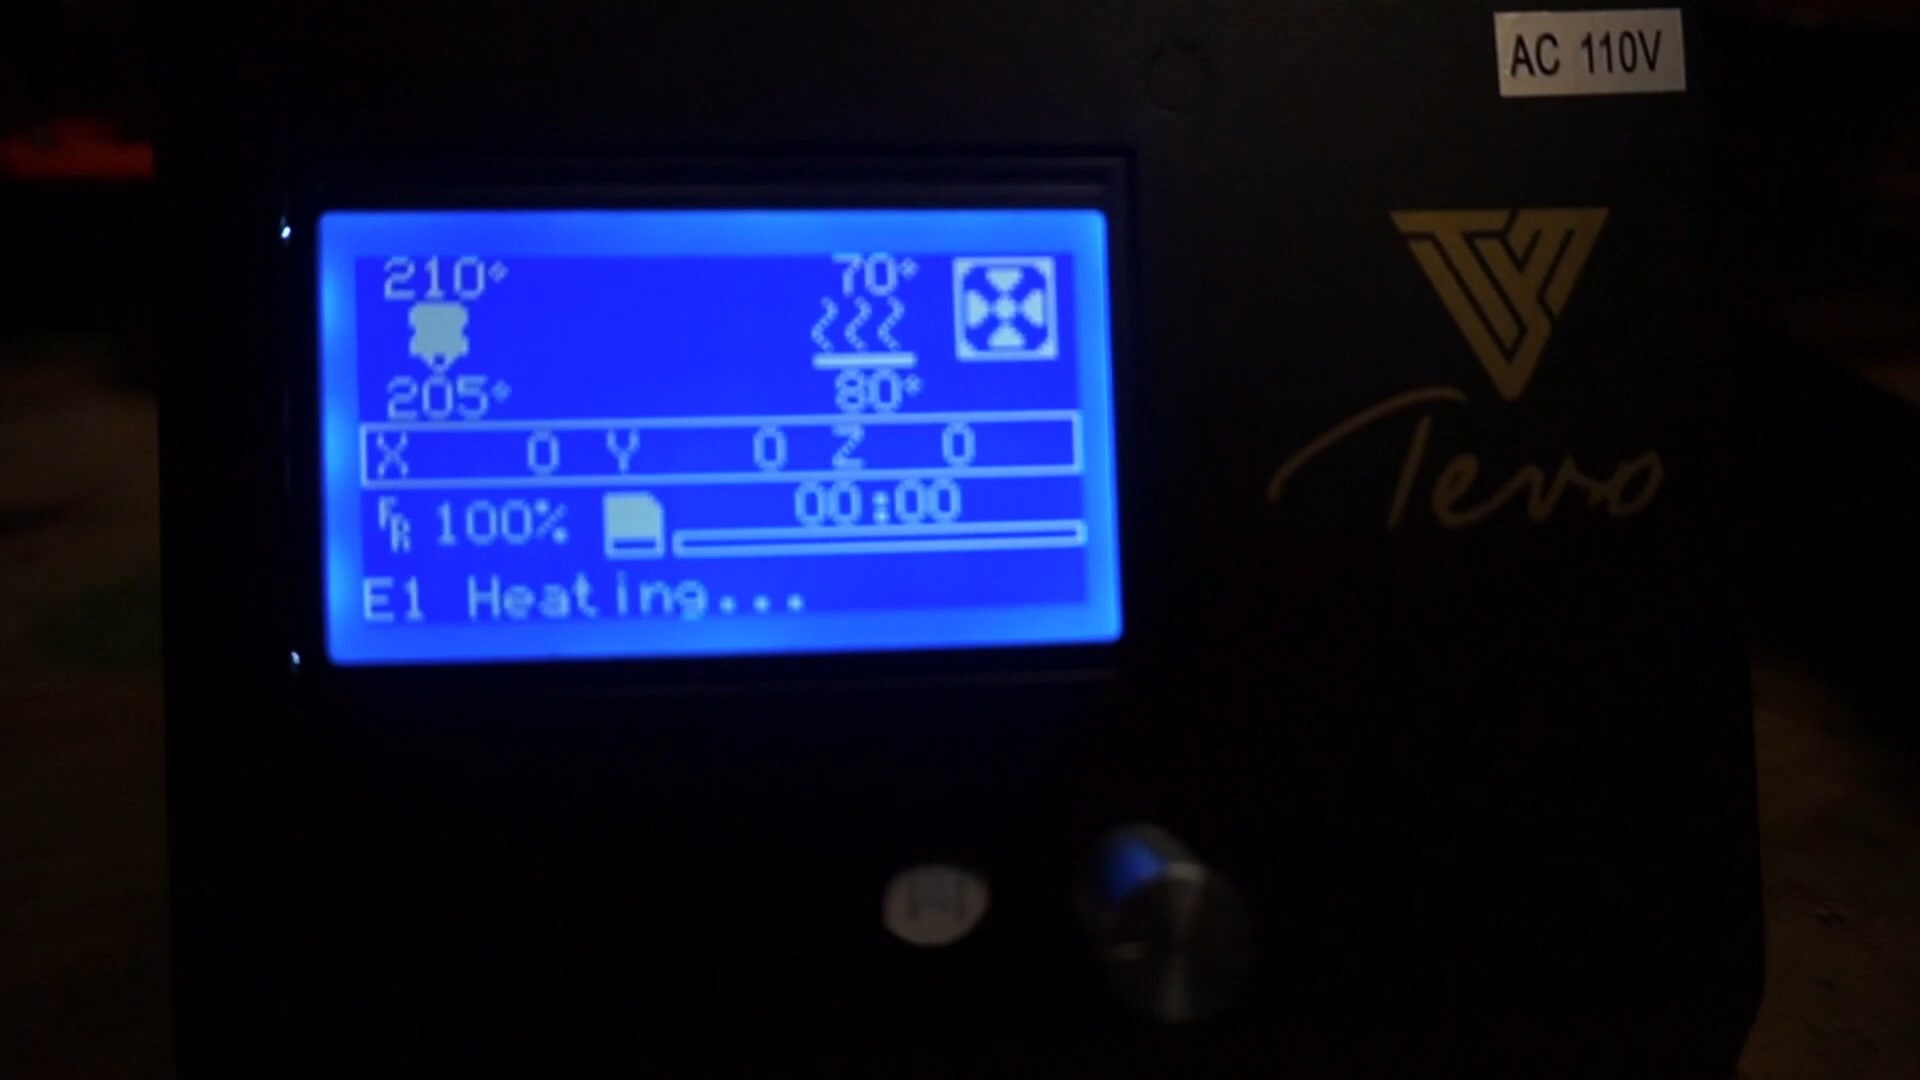 AC 110V
210° 70°
205° 80°
X 0 Y 0 Z 0
FR 100% 00:00
E1 Heating...
Tevo